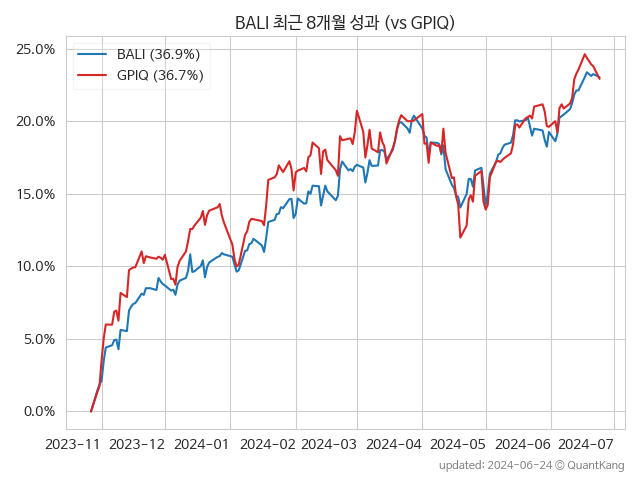 BALI 최근 8개월 성과 (vs GPIQ)
25.0%
20.0%
15.0%
10.0%
5.0%
0.0%
BALI (36.9%)
GPIQ (36.7%)
2023-11 2023-12 2024-01 2024-02 2024-03 2024-04 2024-05 2024-06 2024-07
updated: 2024-06-24 © QuantKang